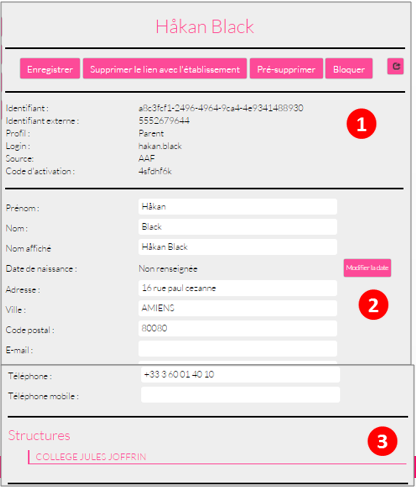 Håkan Black
Enregistrer Supprimer le lien avec l'établissement Pré-supprimer Bloquer
Identifiant : a8c3fcf1-2496-4964-9ca4-4e9341488930
Identifiant externe : 5552679644
Profil : Parent
Login : hakan.black
Source: AAF
Code d'activation : 4sfdhf6k
1
Prénom : Håkan
Nom : Black
Nom affiché Håkan Black
Date de naissance : Non renseignée Modifier la date
Adresse : 16 rue paul cezanne
Ville : AMIENS
2
Code postal : 80080
E-mail :
Téléphone : +33 3 60 01 40 10
Téléphone mobile :
Structures
3
COLLEGE JULES JOFFRIN